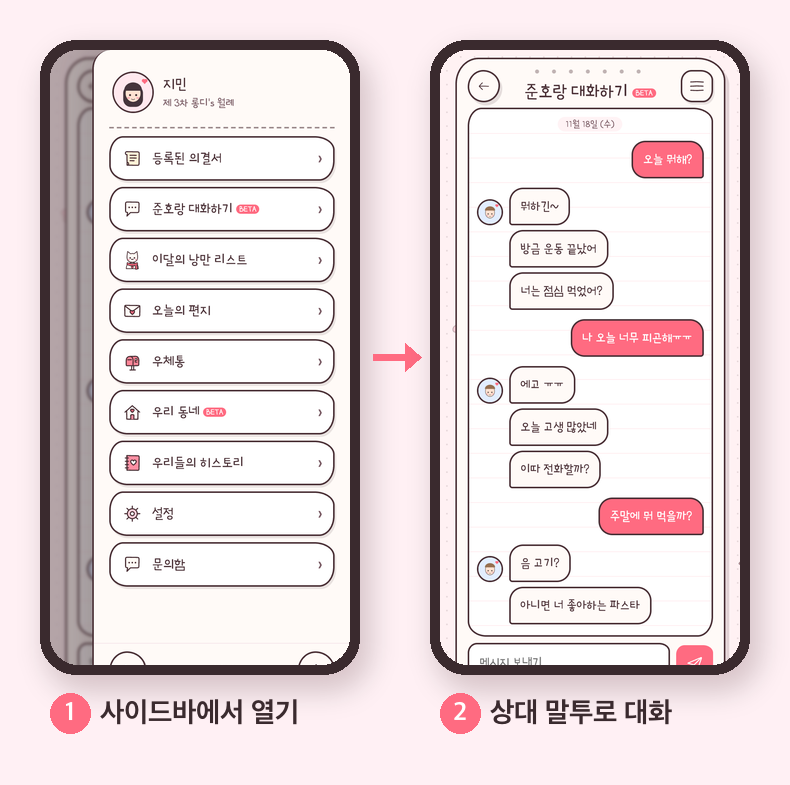 지민
제 3차 롱디's 월례
등록된 의결서
준호랑 대화하기 BETA
이달의 낭만 리스트
오늘의 편지
우체통
우리 동네 BETA
우리들의 히스토리
설정
문의함
1 사이드바에서 열기
준호랑 대화하기 BETA
11월 18일 (수)
오늘 뭐해?
뭐하긴~
방금 운동 끝났어
너는 점심 먹었어?
나 오늘 너무 피곤해ㅠㅠ
에고 ㅠㅠ
오늘 고생 많았네
이따 전화할까?
주말에 뭐 먹을까?
음 고기?
아니면 너 좋아하는 파스타
메시지 보내기
2 상대 말투로 대화